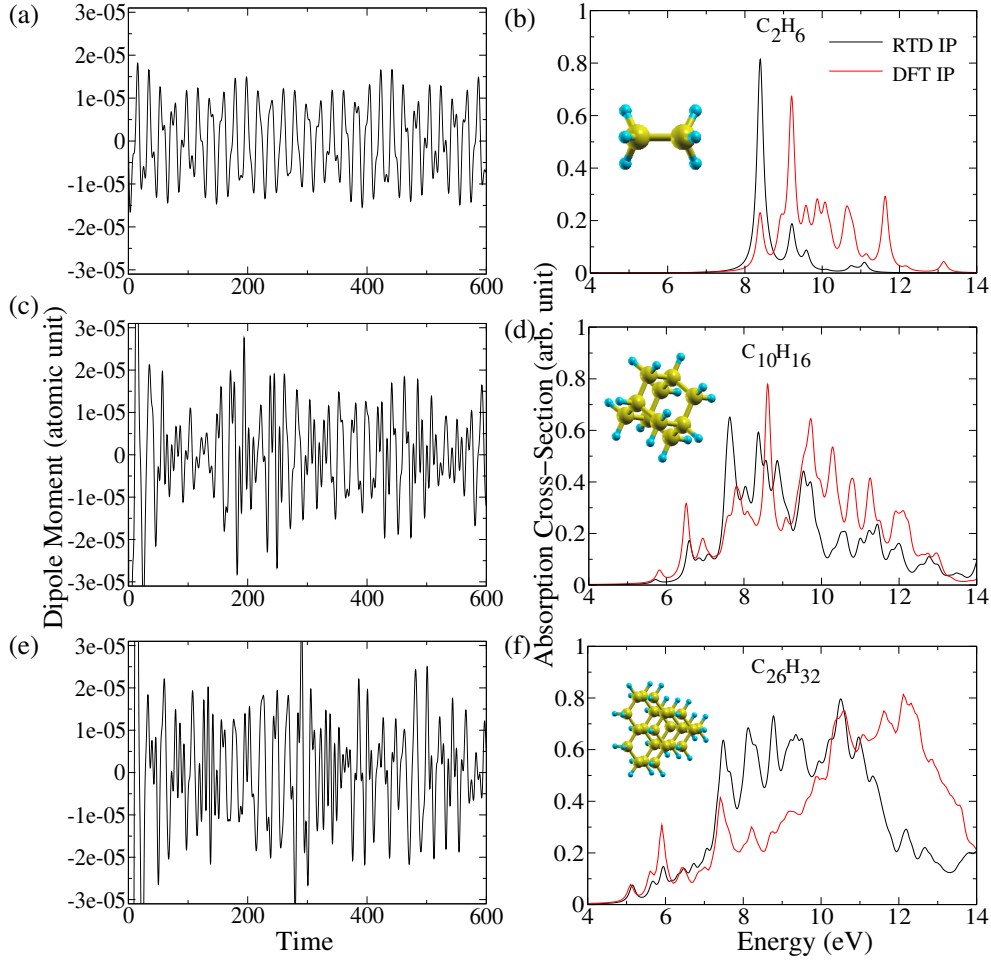 (a)
3e-05
2e-05
1e-05
0
-1e-05
-2e-05
-3e-05
0 200 400 600
(b)
C2H6
RTD IP
DFT IP
1
0.8
0.6
0.4
0.2
0
4 6 8 10 12 14
(c)
3e-05
2e-05
1e-05
0
-1e-05
-2e-05
-3e-05
0 200 400 600
(d)
C10H16
1
0.8
0.6
0.4
0.2
0
4 6 8 10 12 14
(e)
3e-05
2e-05
1e-05
0
-1e-05
-2e-05
-3e-05
0 200 400 600
Time
Dipole Moment (atomic unit)
(f)
C26H32
1
0.8
0.6
0.4
0.2
0
4 6 8 10 12 14
Energy (eV)
Absorption Cross-Section (arb. unit)